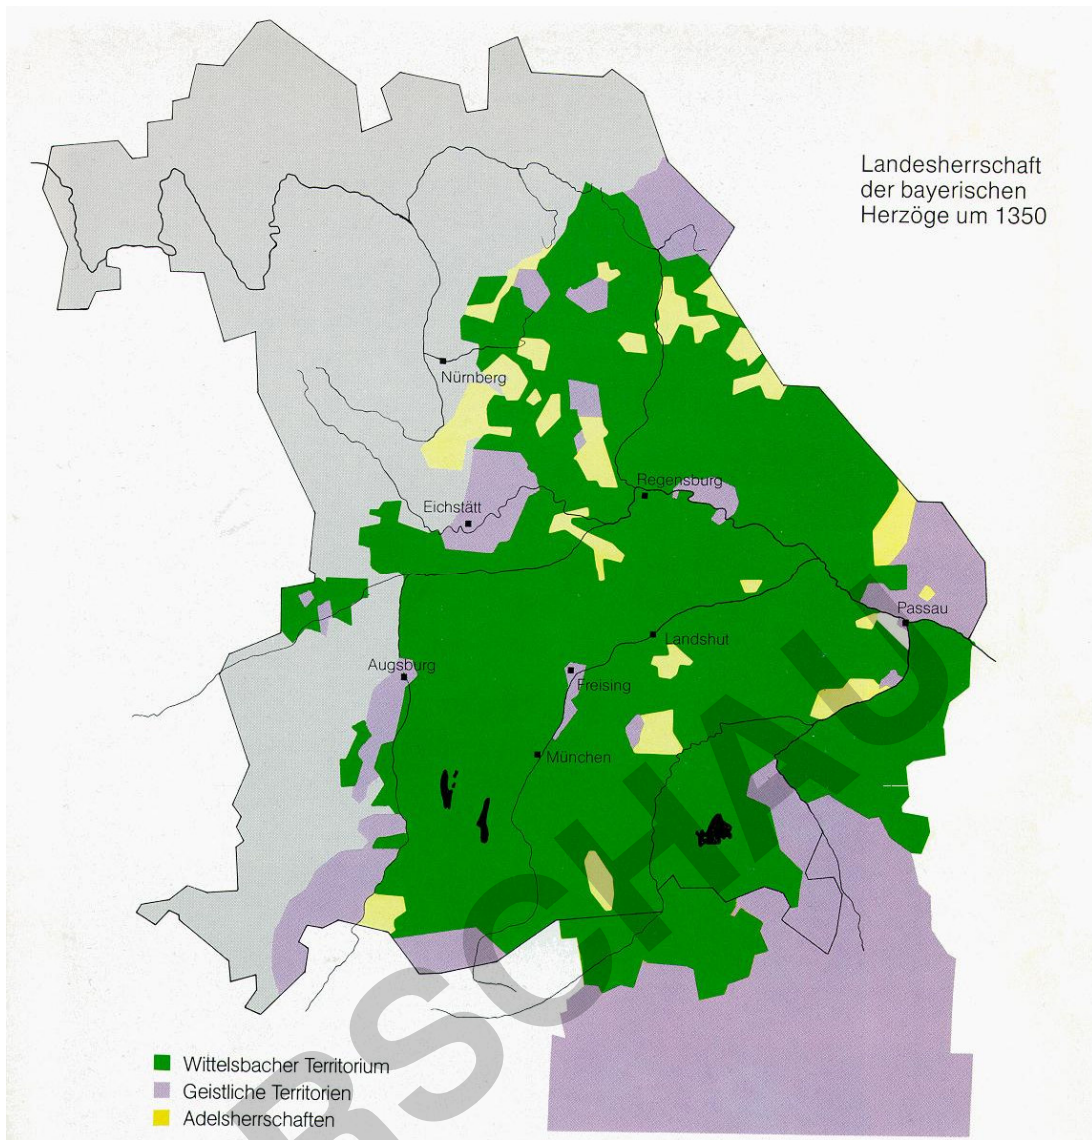 Landesherrschaft
der bayerischen
Herzöge um 1350
Nürnberg
Regensburg
Eichstätt
Passau
Landshut
Augsburg
Freising
München
Wittelsbacher Territorium
Geistliche Territorien
Adelsherrschaften
RSCHAU